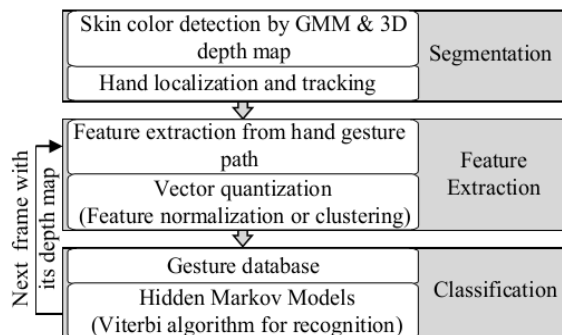 Skin color detection by GMM & 3D
depth map
Hand localization and tracking
Segmentation
Feature extraction from hand gesture
path
Vector quantization
(Feature normalization or clustering)
Feature
Extraction
Next frame with
its depth map
Gesture database
Hidden Markov Models
(Viterbi algorithm for recognition)
Classification